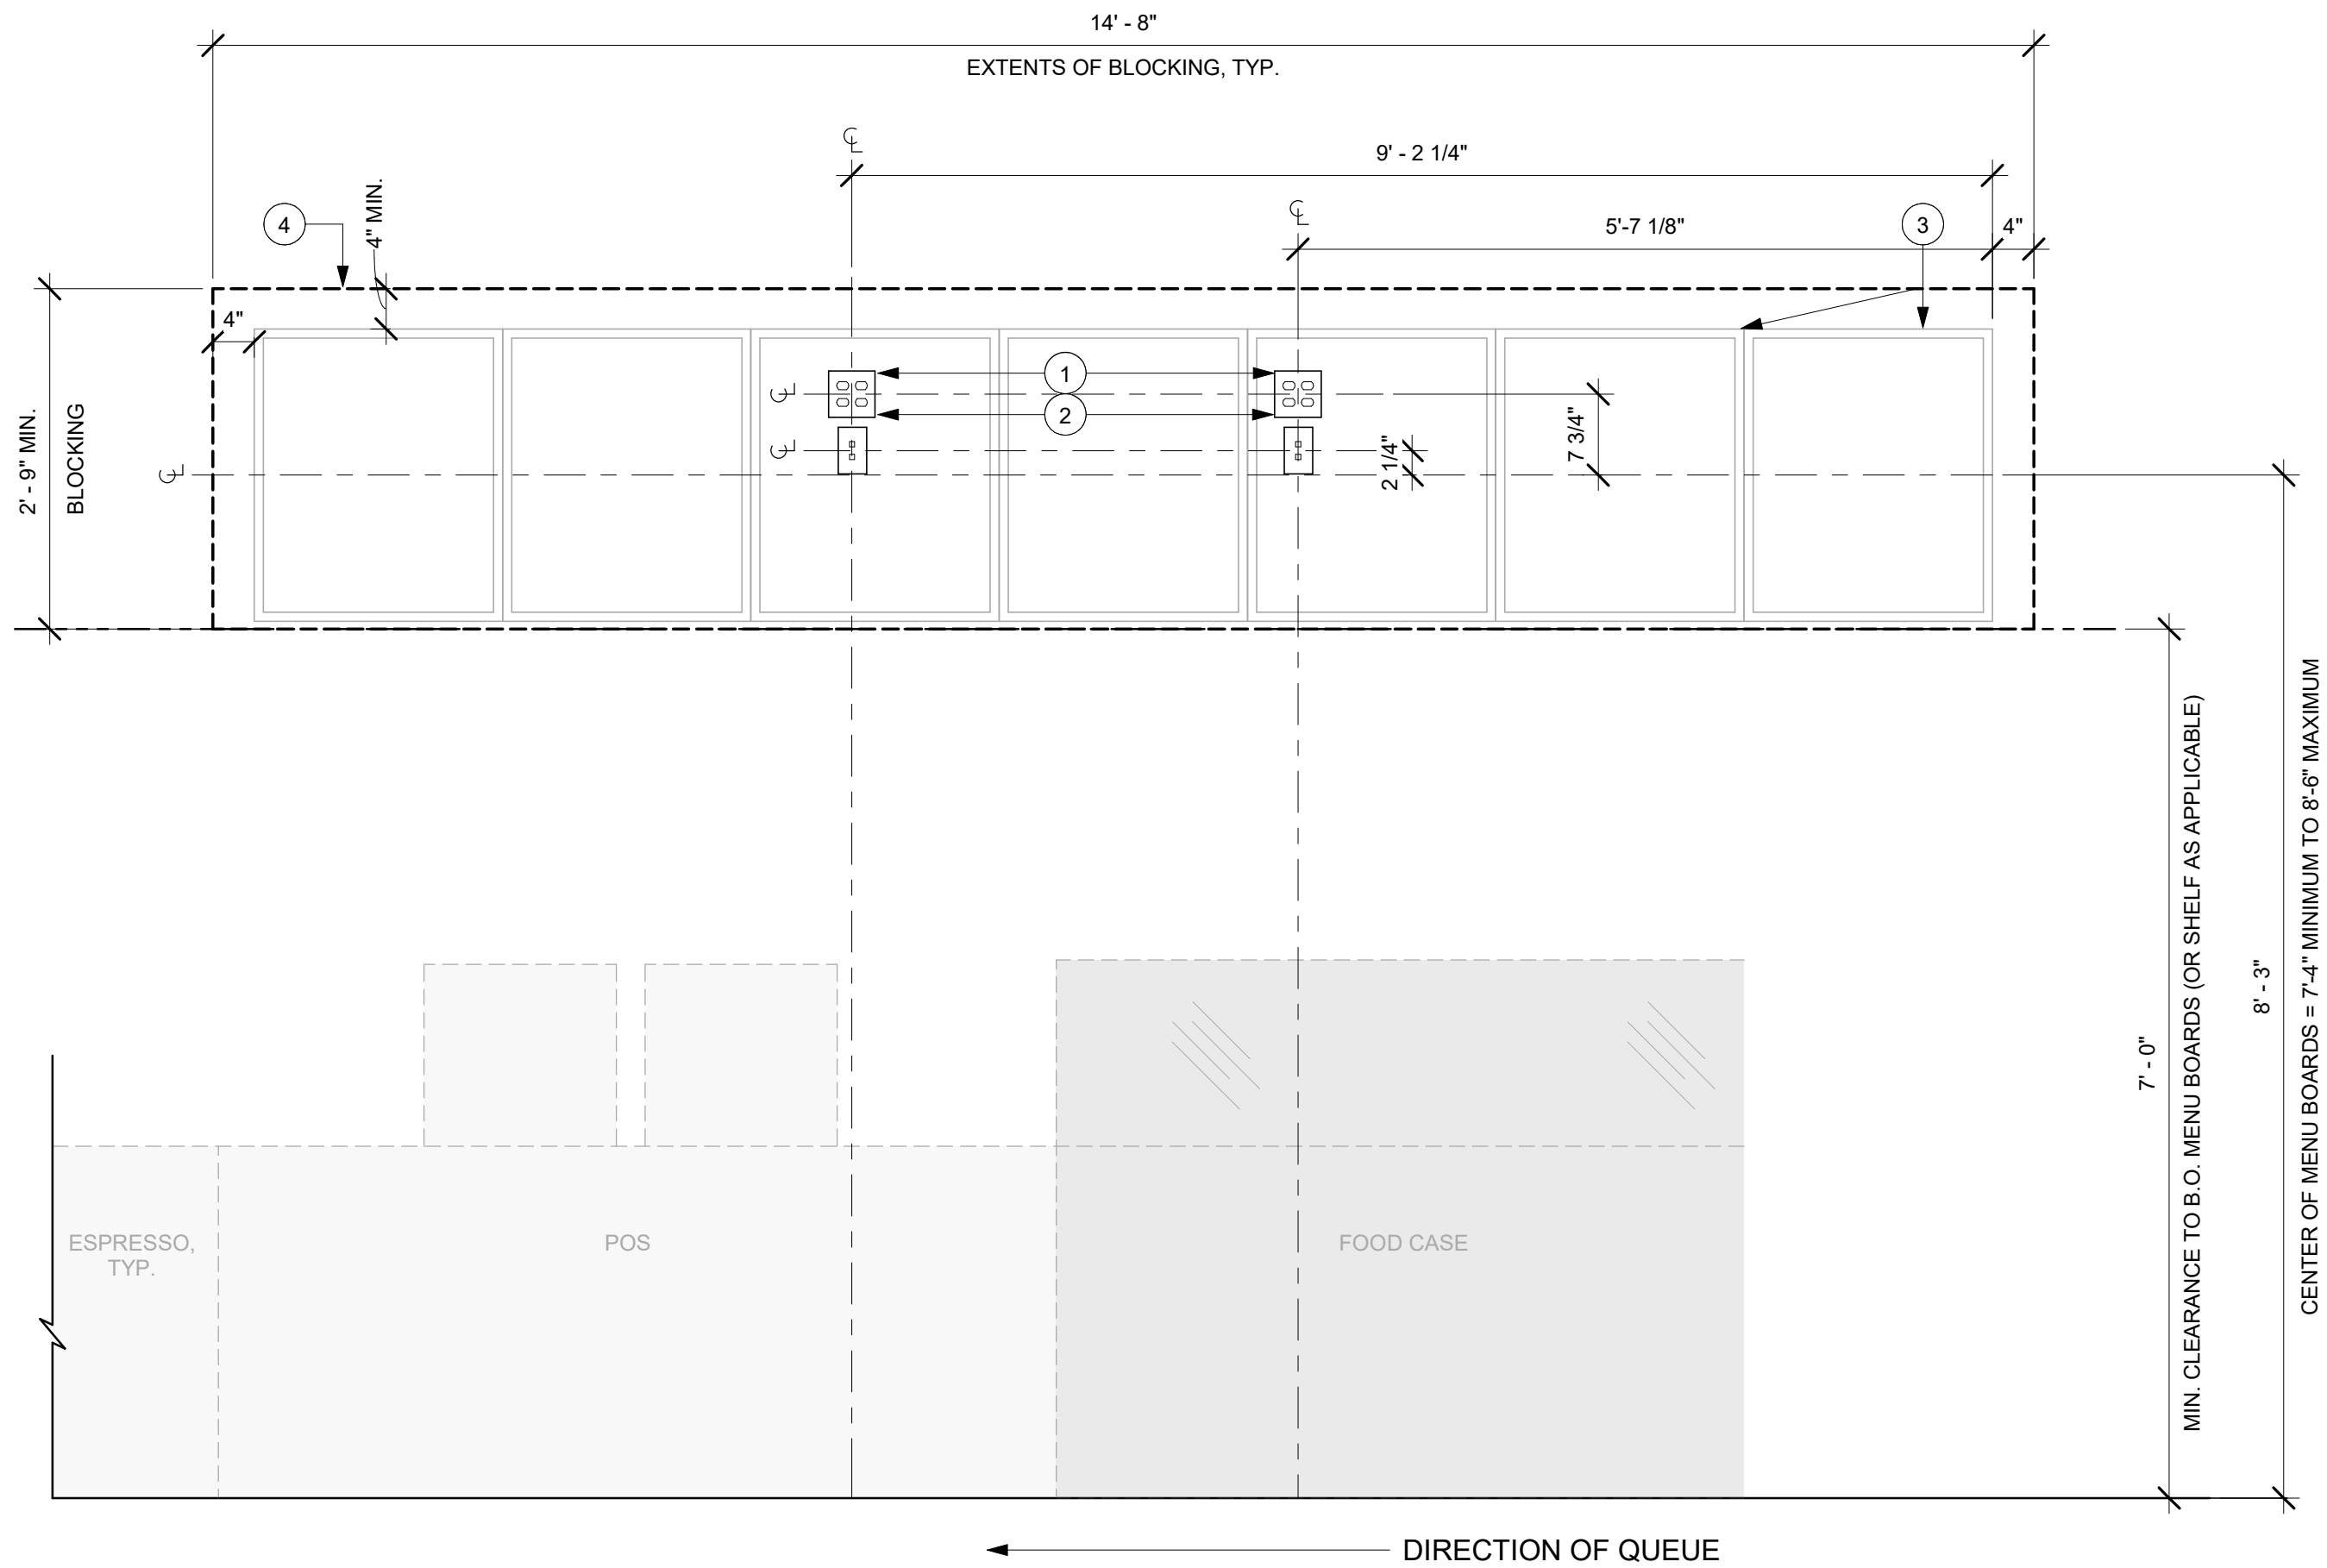 14' - 8"
EXTENTS OF BLOCKING, TYP.
9' - 2 1/4"
4" MIN.
4
5'-7 1/8"
3
4"
4"
1
2
2' - 9" MIN.
BLOCKING
2 1/4"
7 3/4"
MIN. CLEARANCE TO B.O. MENU BOARDS (OR SHELF AS APPLICABLE)
7' - 0"
8' - 3"
CENTER OF MENU BOARDS = 7'-4" MINIMUM TO 8'-6" MAXIMUM
ESPRESSO,
TYP.
POS
FOOD CASE
DIRECTION OF QUEUE